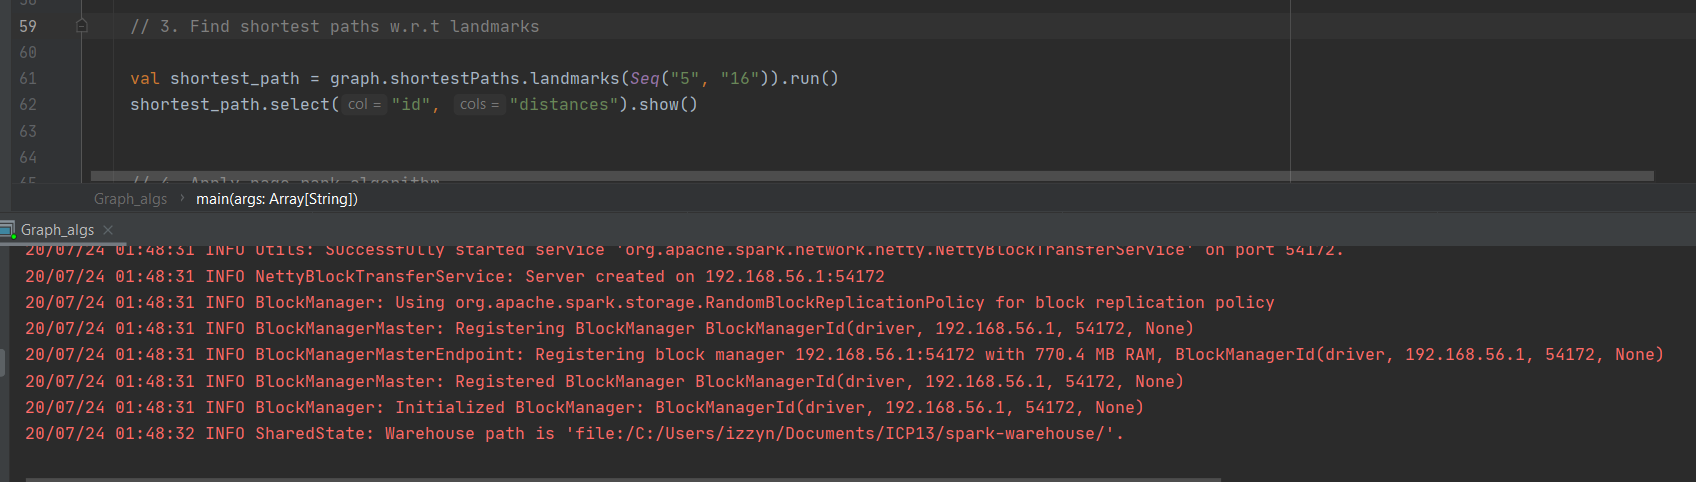 59 // 3. Find shortest paths w.r.t landmarks
60
61 val shortest_path = graph.shortestPaths.landmarks(Seq("5", "16")).run()
62 shortest_path.select( col = "id", cols = "distances").show()
63
64
Graph_algs › main(args: Array[String])
Graph_algs ×
20/07/24 01:48:31 INFO Utils: Successfully started service 'org.apache.spark.network.netty.NettyBlockTransferService' on port 54172.
20/07/24 01:48:31 INFO NettyBlockTransferService: Server created on 192.168.56.1:54172
20/07/24 01:48:31 INFO BlockManager: Using org.apache.spark.storage.RandomBlockReplicationPolicy for block replication policy
20/07/24 01:48:31 INFO BlockManagerMaster: Registering BlockManager BlockManagerId(driver, 192.168.56.1, 54172, None)
20/07/24 01:48:31 INFO BlockManagerMasterEndpoint: Registering block manager 192.168.56.1:54172 with 770.4 MB RAM, BlockManagerId(driver, 192.168.56.1, 54172, None)
20/07/24 01:48:31 INFO BlockManagerMaster: Registered BlockManager BlockManagerId(driver, 192.168.56.1, 54172, None)
20/07/24 01:48:31 INFO BlockManager: Initialized BlockManager: BlockManagerId(driver, 192.168.56.1, 54172, None)
20/07/24 01:48:32 INFO SharedState: Warehouse path is 'file:/C:/Users/izzyn/Documents/ICP13/spark-warehouse/'.